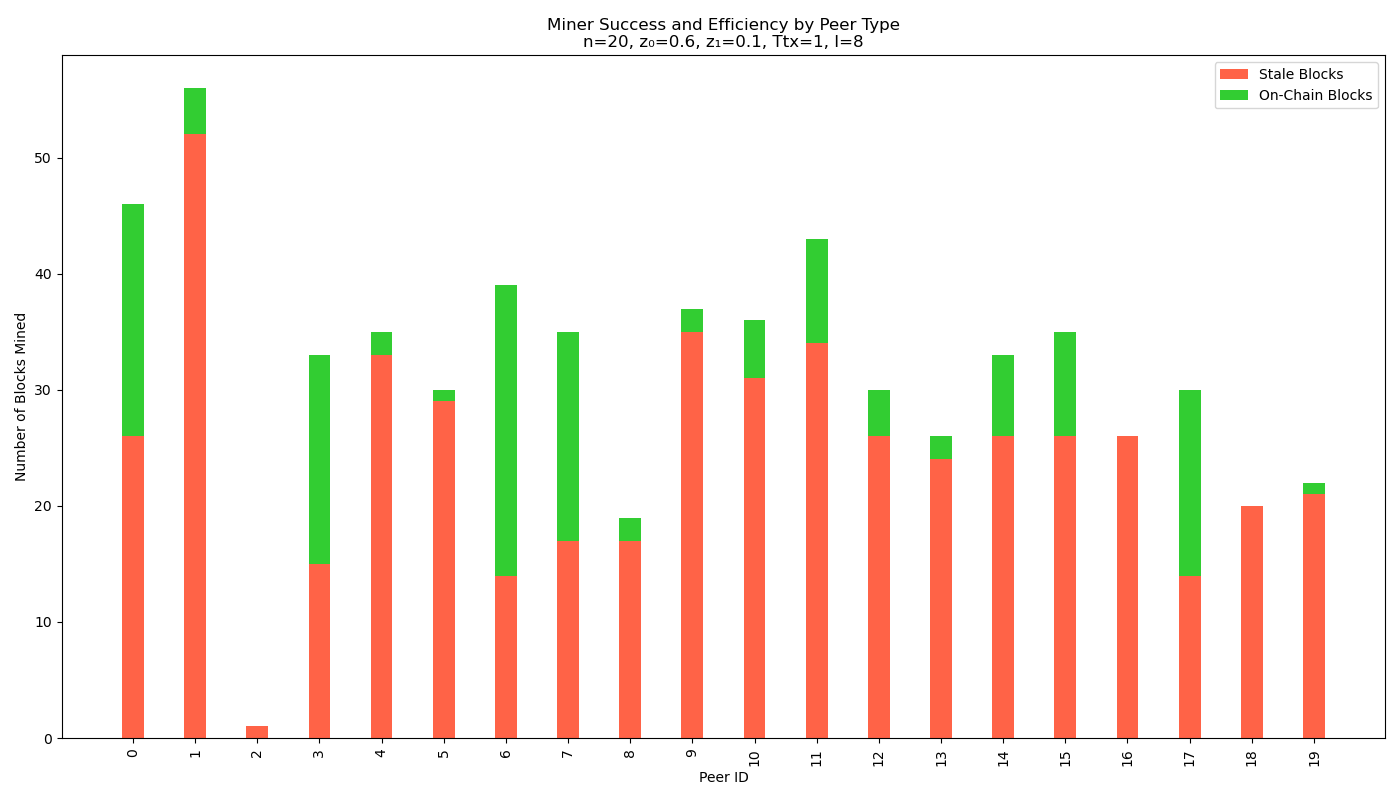 Miner Success and Efficiency by Peer Type
n=20, z₀=0.6, z₁=0.1, Ttx=1, I=8
Stale Blocks
On-Chain Blocks
Number of Blocks Mined
50
40
30
20
10
0
0 1 2 3 4 5 6 7 8 9 10 11 12 13 14 15 16 17 18 19
Peer ID